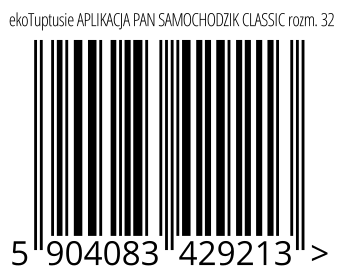 ekoTuptusie APLIKACJA PAN SAMOCHODZIK CLASSIC rozm. 32
5 904083 429213 >